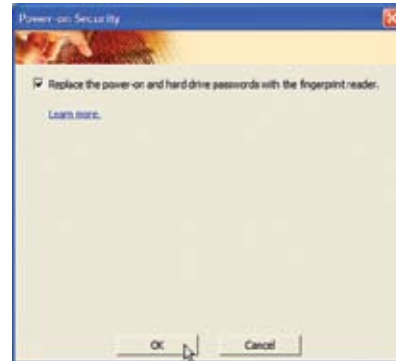 Power-on Security
Replace the power-on and hard drive passwords with the fingerprint reader.
Learn more.
OK
Cancel